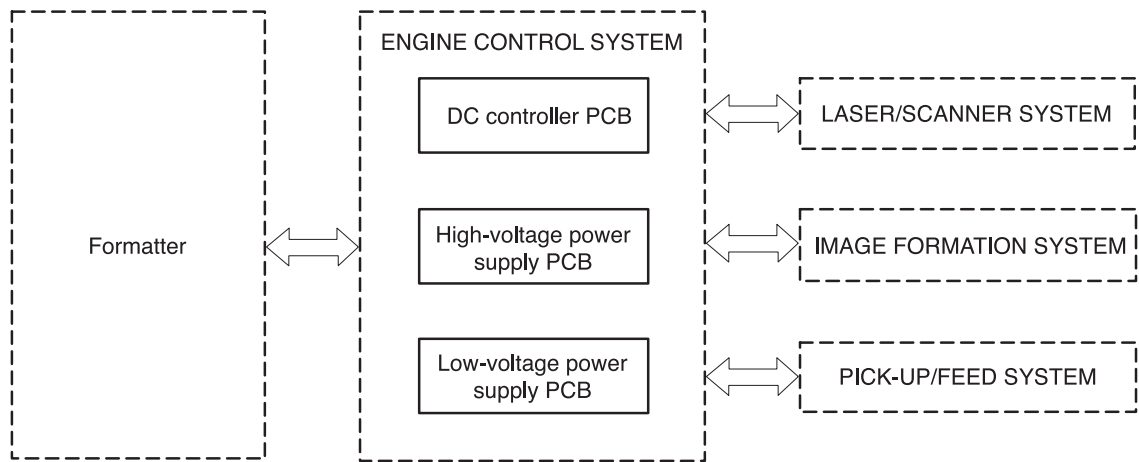 ENGINE CONTROL SYSTEM
DC controller PCB
LASER/SCANNER SYSTEM
Formatter
High-voltage power
supply PCB
IMAGE FORMATION SYSTEM
Low-voltage power
supply PCB
PICK-UP/FEED SYSTEM